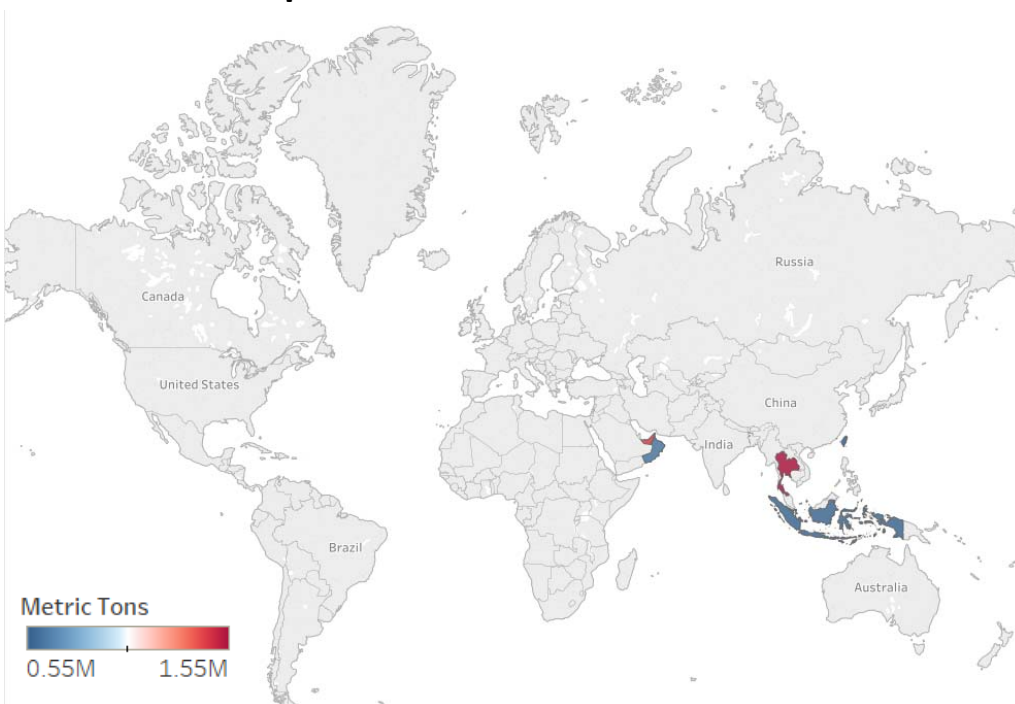 Russia
Canada
United States
China
India
Brazil
Australia
Metric Tons
0.55M 1.55M